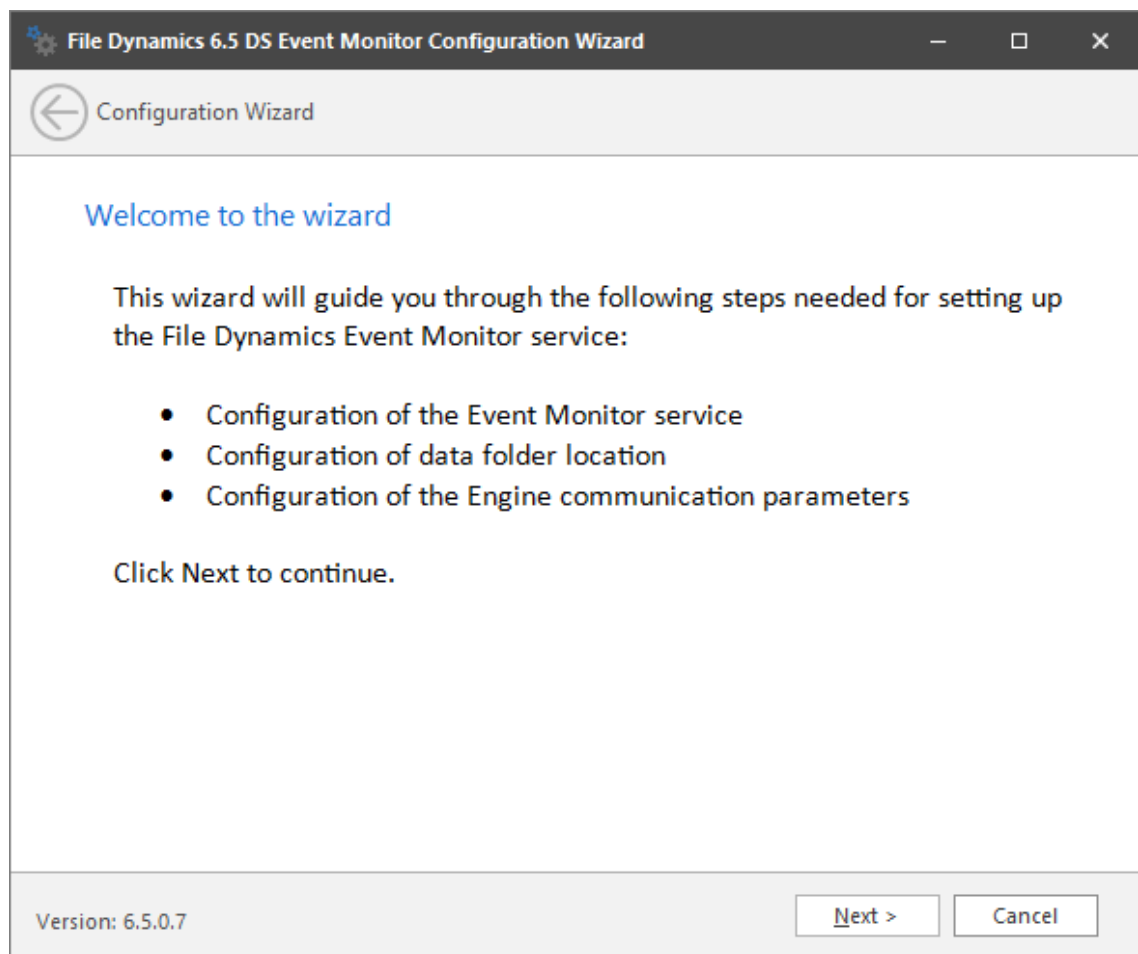 File Dynamics 6.5 DS Event Monitor Configuration Wizard
Configuration Wizard
Welcome to the wizard
This wizard will guide you through the following steps needed for setting up
the File Dynamics Event Monitor service:
• Configuration of the Event Monitor service
• Configuration of data folder location
• Configuration of the Engine communication parameters
Click Next to continue.
Version: 6.5.0.7
Next >
Cancel